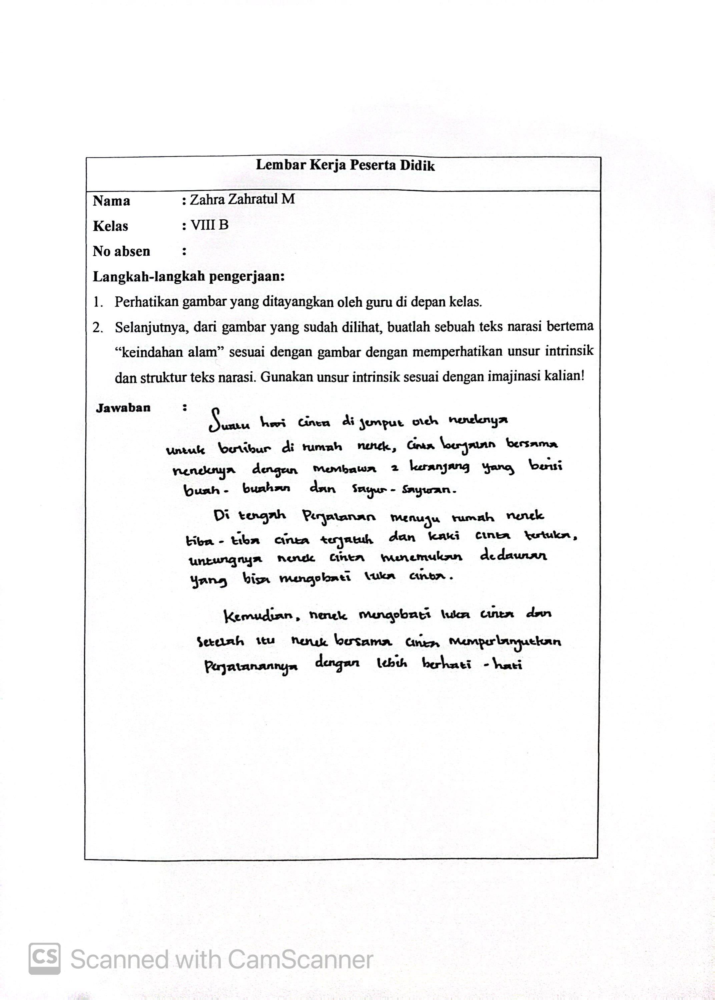 Lembar Kerja Peserta Didik
Nama : Zahra Zahratul M
Kelas : VIII B
No absen :
Langkah-langkah pengerjaan:
1. Perhatikan gambar yang ditayangkan oleh guru di depan kelas.
2. Selanjutnya, dari gambar yang sudah dilihat, buatlah sebuah teks narasi bertema
“keindahan alam” sesuai dengan gambar dengan memperhatikan unsur intrinsik
dan struktur teks narasi. Gunakan unsur intrinsik sesuai dengan imajinasi kalian!
Jawaban :
Suatu hari cinta di jemput oleh neneknya
untuk berlibur di rumah nenek, cinta berjalan bersama
neneknya dengan membawa 2 keranjang yang berisi
buah - buahan dan sayur - sayuran.
Di tengah Perjalanan menuju rumah nenek
tiba - tiba cinta terjatuh dan kaki cinta terluka,
untungnya nenek cinta menemukan dedaunan
yang bisa mengobati luka cinta.
Kemudian, nenek mengobati luka cinta dan
Setelah itu nenek bersama cinta memperlanjutkan
Perjalanannya dengan lebih berhati - hati
CS Scanned with CamScanner